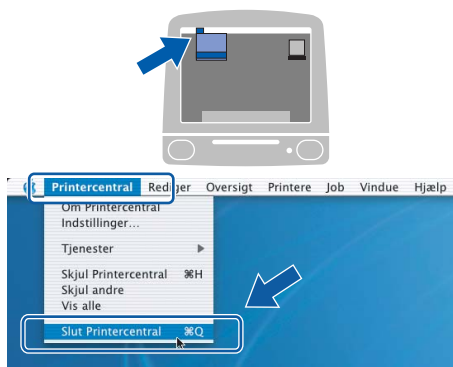 Printercentral Rediger Oversigt Printere Job Vindue Hjælp
Om Printercentral
Indstillinger...
Tjenester
Skjul Printercentral ⌘H
Skjul andre
Vis alle
Slut Printercentral ⌘Q